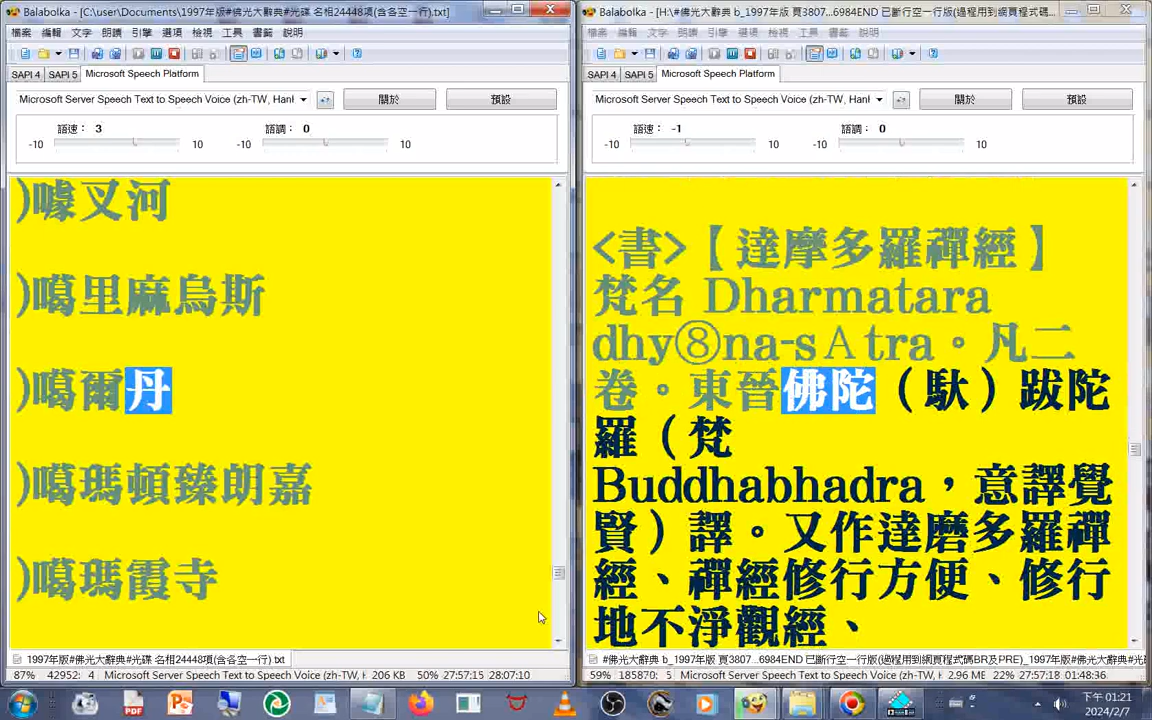 Balabolka - [C:\user\Documents\1997年版#佛光大辭典#光碟 名相24448項(含各空一行).txt]
檔案 編輯 文字 朗讀 引擎 選項 檢視 工具 書籤 說明
SAPI 4 SAPI 5 Microsoft Speech Platform
Microsoft Server Speech Text to Speech Voice (zh-TW, Hanl
關於 預設
語速： 3 語調： 0
-10 10 -10 10
)噱叉河
)噶里麻烏斯
)噶爾丹
)噶瑪頓臻朗嘉
)噶瑪霞寺
1997年版#佛光大辭典#光碟 名相24448項(含各空一行).txt
87% 42952: 4 Microsoft Server Speech Text to Speech Voice (zh-TW, H 206 KB 50% 27:57:15 28:07:10
Balabolka - [H:\#佛光大辭典 b_1997年版 頁3807...6984END 已斷行空一行版(過程用到網頁程式碼
檔案 編輯 文字 朗讀 引擎 選項 檢視 工具 書籤 說明
SAPI 4 SAPI 5 Microsoft Speech Platform
Microsoft Server Speech Text to Speech Voice (zh-TW, Hanl
關於 預設
語速： -1 語調： 0
-10 10 -10 10
<書>【達摩多羅禪經】
梵名 Dharmatara
dhy⑧na-sＡtra。凡二
卷。東晉佛陀（馱）跋陀
羅（梵
Buddhabhadra，意譯覺
賢）譯。又作達磨多羅禪
經、禪經修行方便、修行
地不淨觀經、
#佛光大辭典 b_1997年版 頁3807...6984END 已斷行空一行版(過程用到網頁程式碼BR及PRE)_1997年版#佛光
59% 185870: 5 Microsoft Server Speech Text to Speech Voice (zh-TW, H 2.96 MB 22% 27:57:18 01:48:36
PDF
下午 01:21
2024/2/7